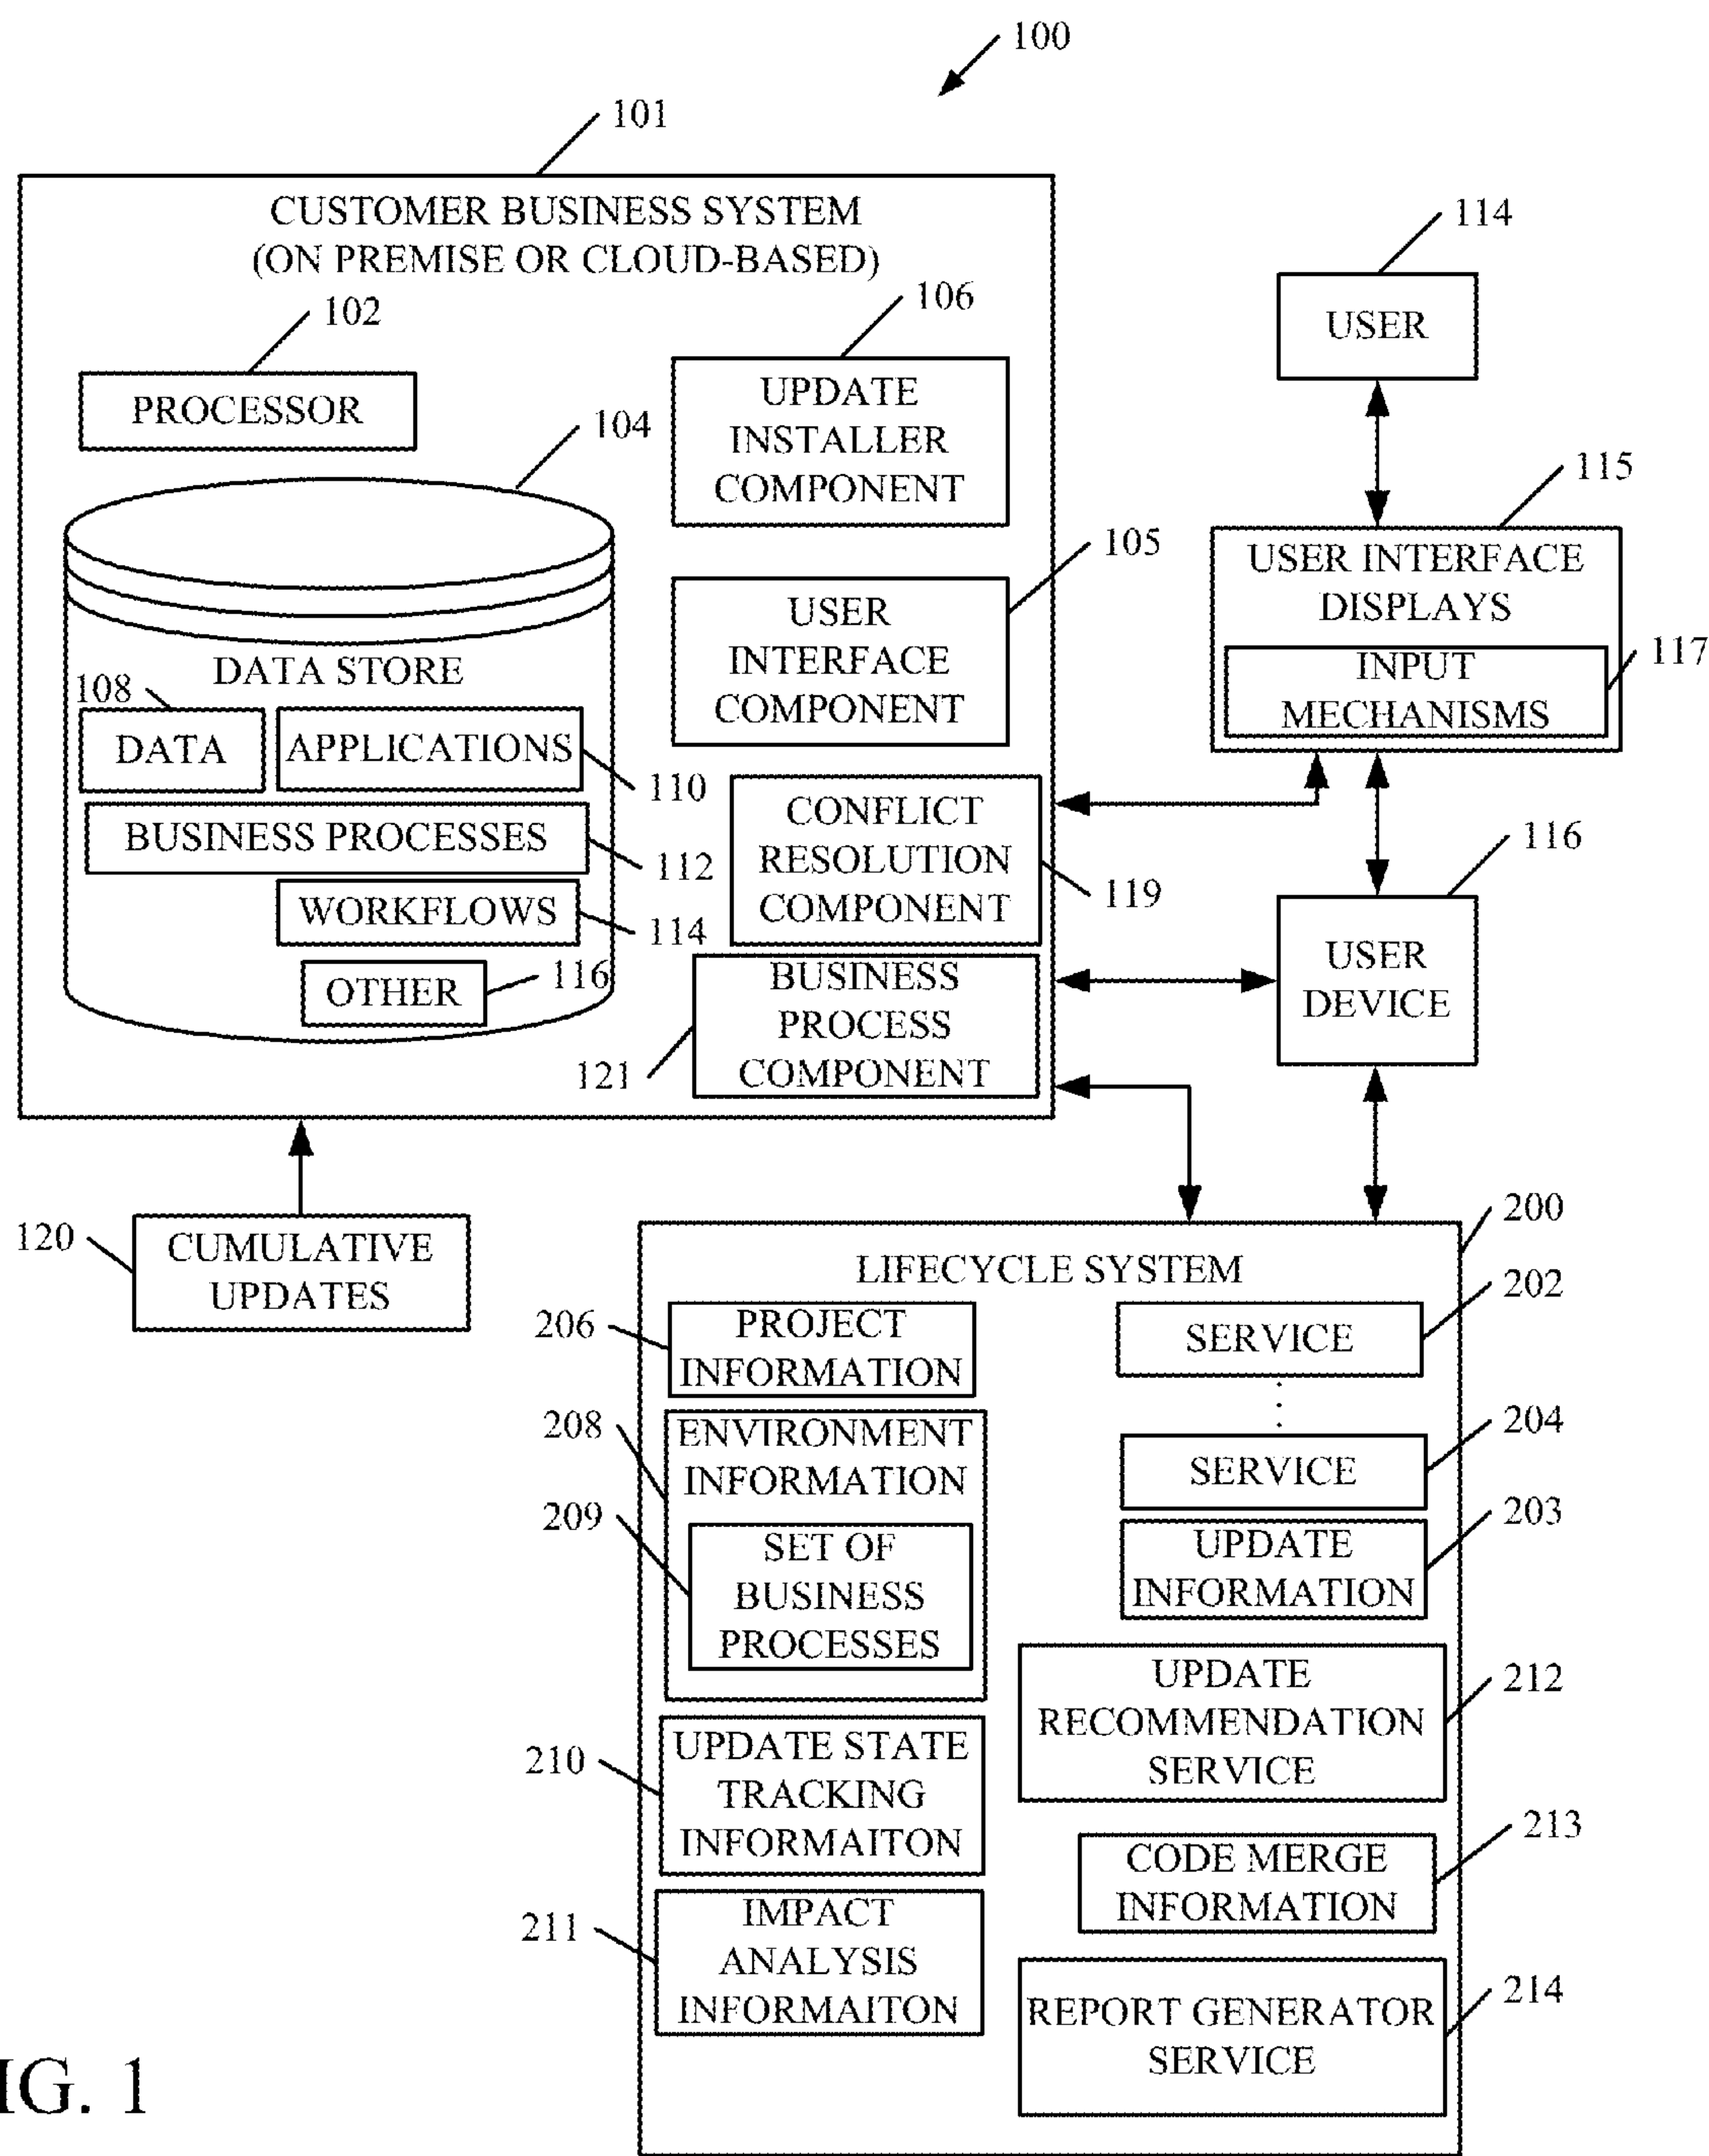 100
101
CUSTOMER BUSINESS SYSTEM
(ON PREMISE OR CLOUD-BASED)
102
PROCESSOR
104
DATA STORE
108
DATA
APPLICATIONS
110
BUSINESS PROCESSES
112
WORKFLOWS
114
OTHER
116
106
UPDATE
INSTALLER
COMPONENT
105
USER
INTERFACE
COMPONENT
CONFLICT
RESOLUTION
COMPONENT
119
BUSINESS
PROCESS
COMPONENT
121
114
USER
115
USER INTERFACE
DISPLAYS
117
INPUT
MECHANISMS
116
USER
DEVICE
120
CUMULATIVE
UPDATES
200
LIFECYCLE SYSTEM
206
PROJECT
INFORMATION
208
ENVIRONMENT
INFORMATION
209
SET OF
BUSINESS
PROCESSES
210
UPDATE STATE
TRACKING
INFORMAITON
211
IMPACT
ANALYSIS
INFORMAITON
202
SERVICE
204
SERVICE
203
UPDATE
INFORMATION
212
UPDATE
RECOMMENDATION
SERVICE
213
CODE MERGE
INFORMATION
214
REPORT GENERATOR
SERVICE
IG. 1